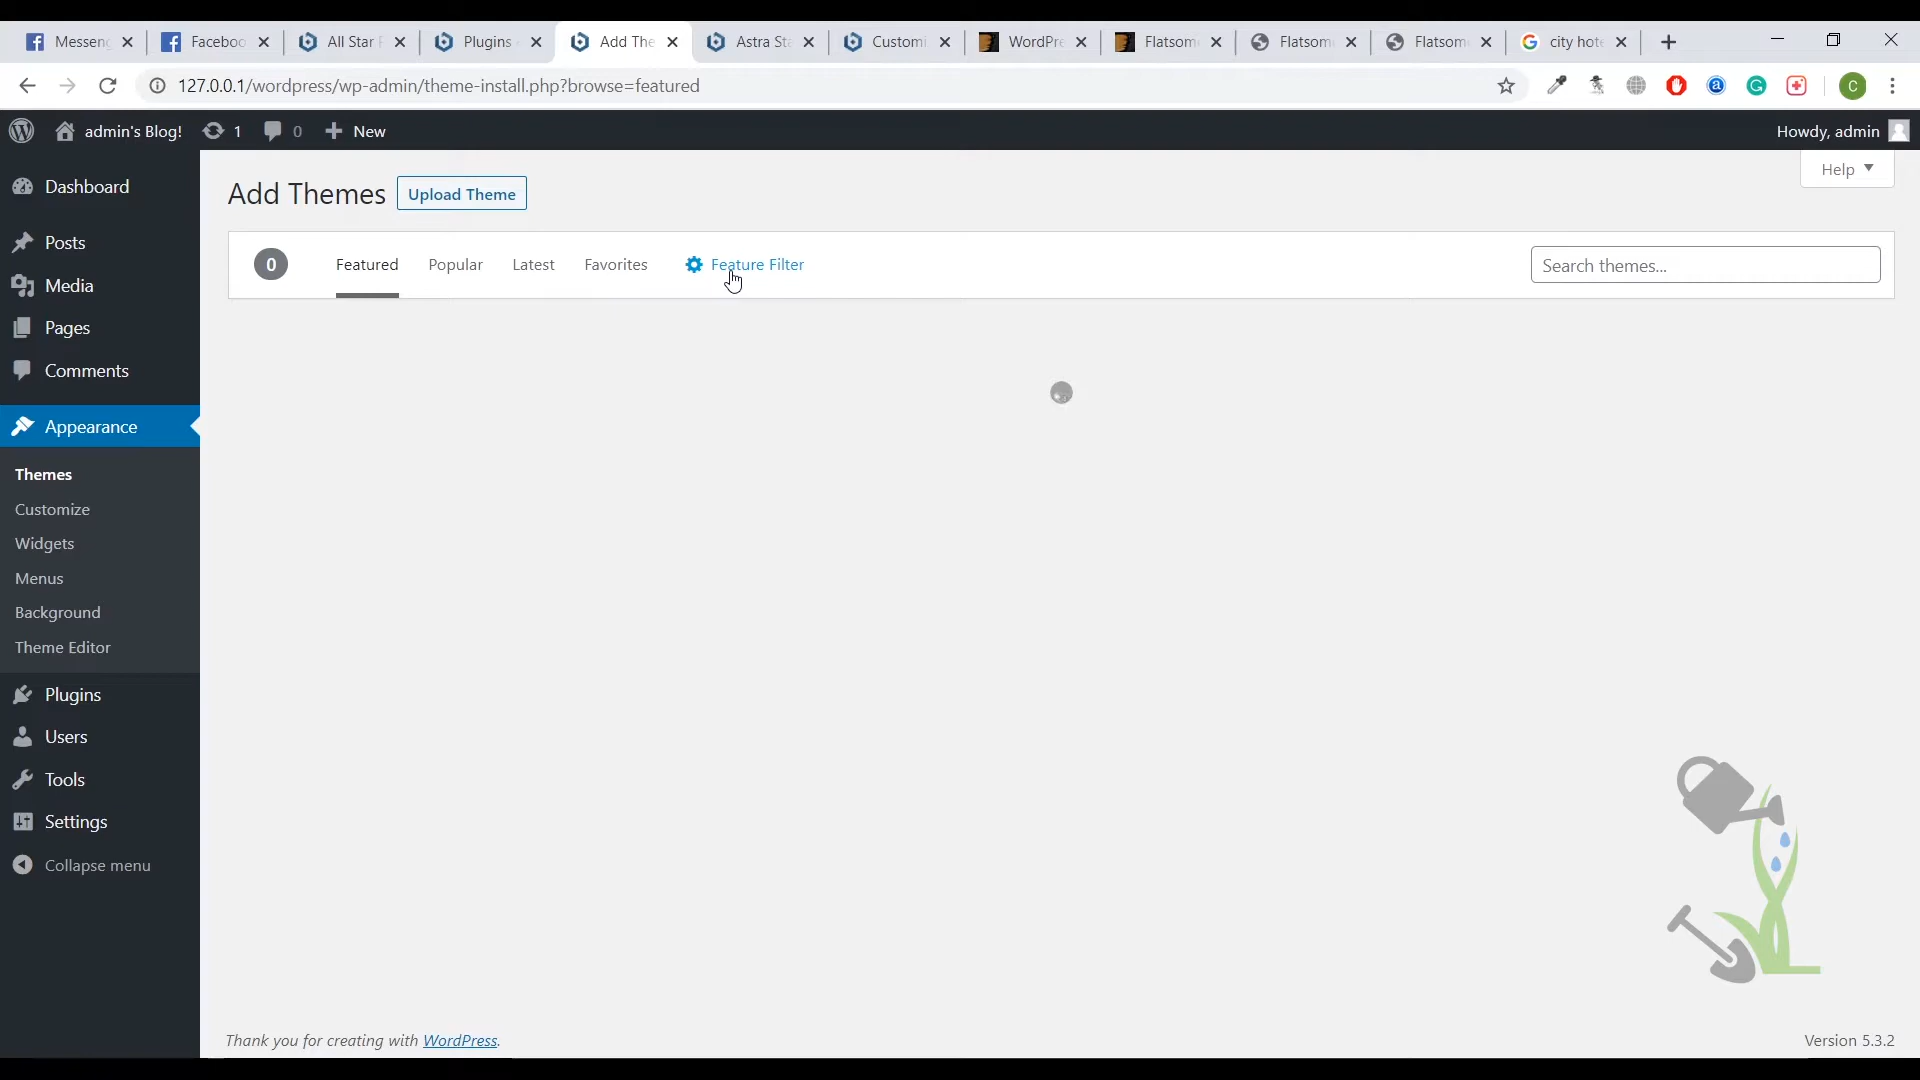 Messen
Faceboo
All Star
Plugins
Add The
Astra Sta
Customi
WordPre
Flatsom
Flatsom
Flatsom
city hote
127.0.0.1/wordpress/wp-admin/theme-install.php?browse=featured
C
admin's Blog! 1 0 New
Howdy, admin
Help
Dashboard
Posts
Media
Pages
Comments
Appearance
Themes
Customize
Widgets
Menus
Background
Theme Editor
Plugins
Users
Tools
Settings
Collapse menu
Add Themes Upload Theme
0 Featured Popular Latest Favorites Feature Filter Search themes...
Thank you for creating with WordPress.
Version 5.3.2